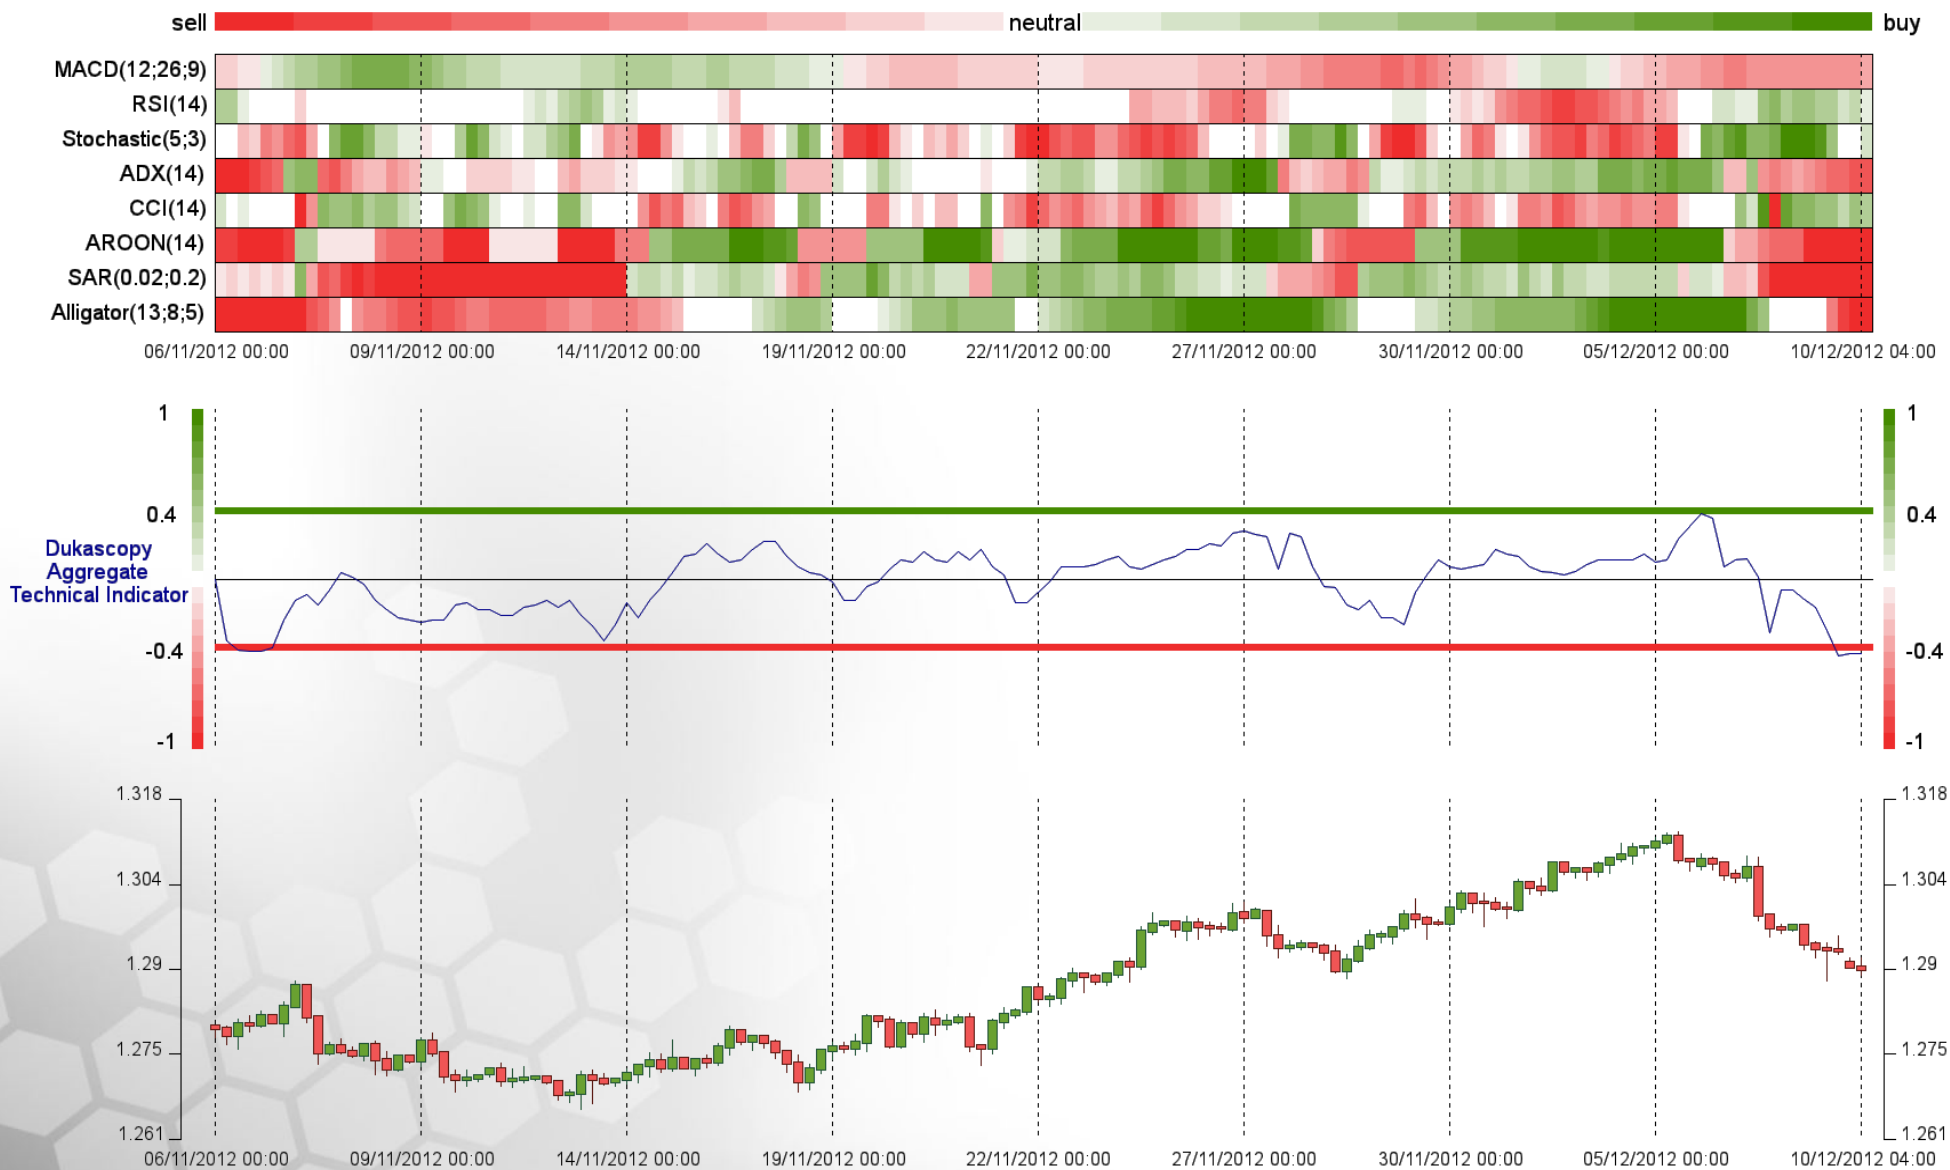 sell neutral buy
MACD(12;26;9)
RSI(14)
Stochastic(5;3)
ADX(14)
CCI(14)
AROON(14)
SAR(0.02;0.2)
Alligator(13;8;5)
06/11/2012 00:00 09/11/2012 00:00 14/11/2012 00:00 19/11/2012 00:00 22/11/2012 00:00 27/11/2012 00:00 30/11/2012 00:00 05/12/2012 00:00 10/12/2012 04:00
1 1
0.4 0.4
Dukascopy
Aggregate
Technical Indicator
-0.4 -0.4
-1 -1
1.318 1.318
1.304 1.304
1.29 1.29
1.275 1.275
1.261 1.261
06/11/2012 00:00 09/11/2012 00:00 14/11/2012 00:00 19/11/2012 00:00 22/11/2012 00:00 27/11/2012 00:00 30/11/2012 00:00 05/12/2012 00:00 10/12/2012 04:00